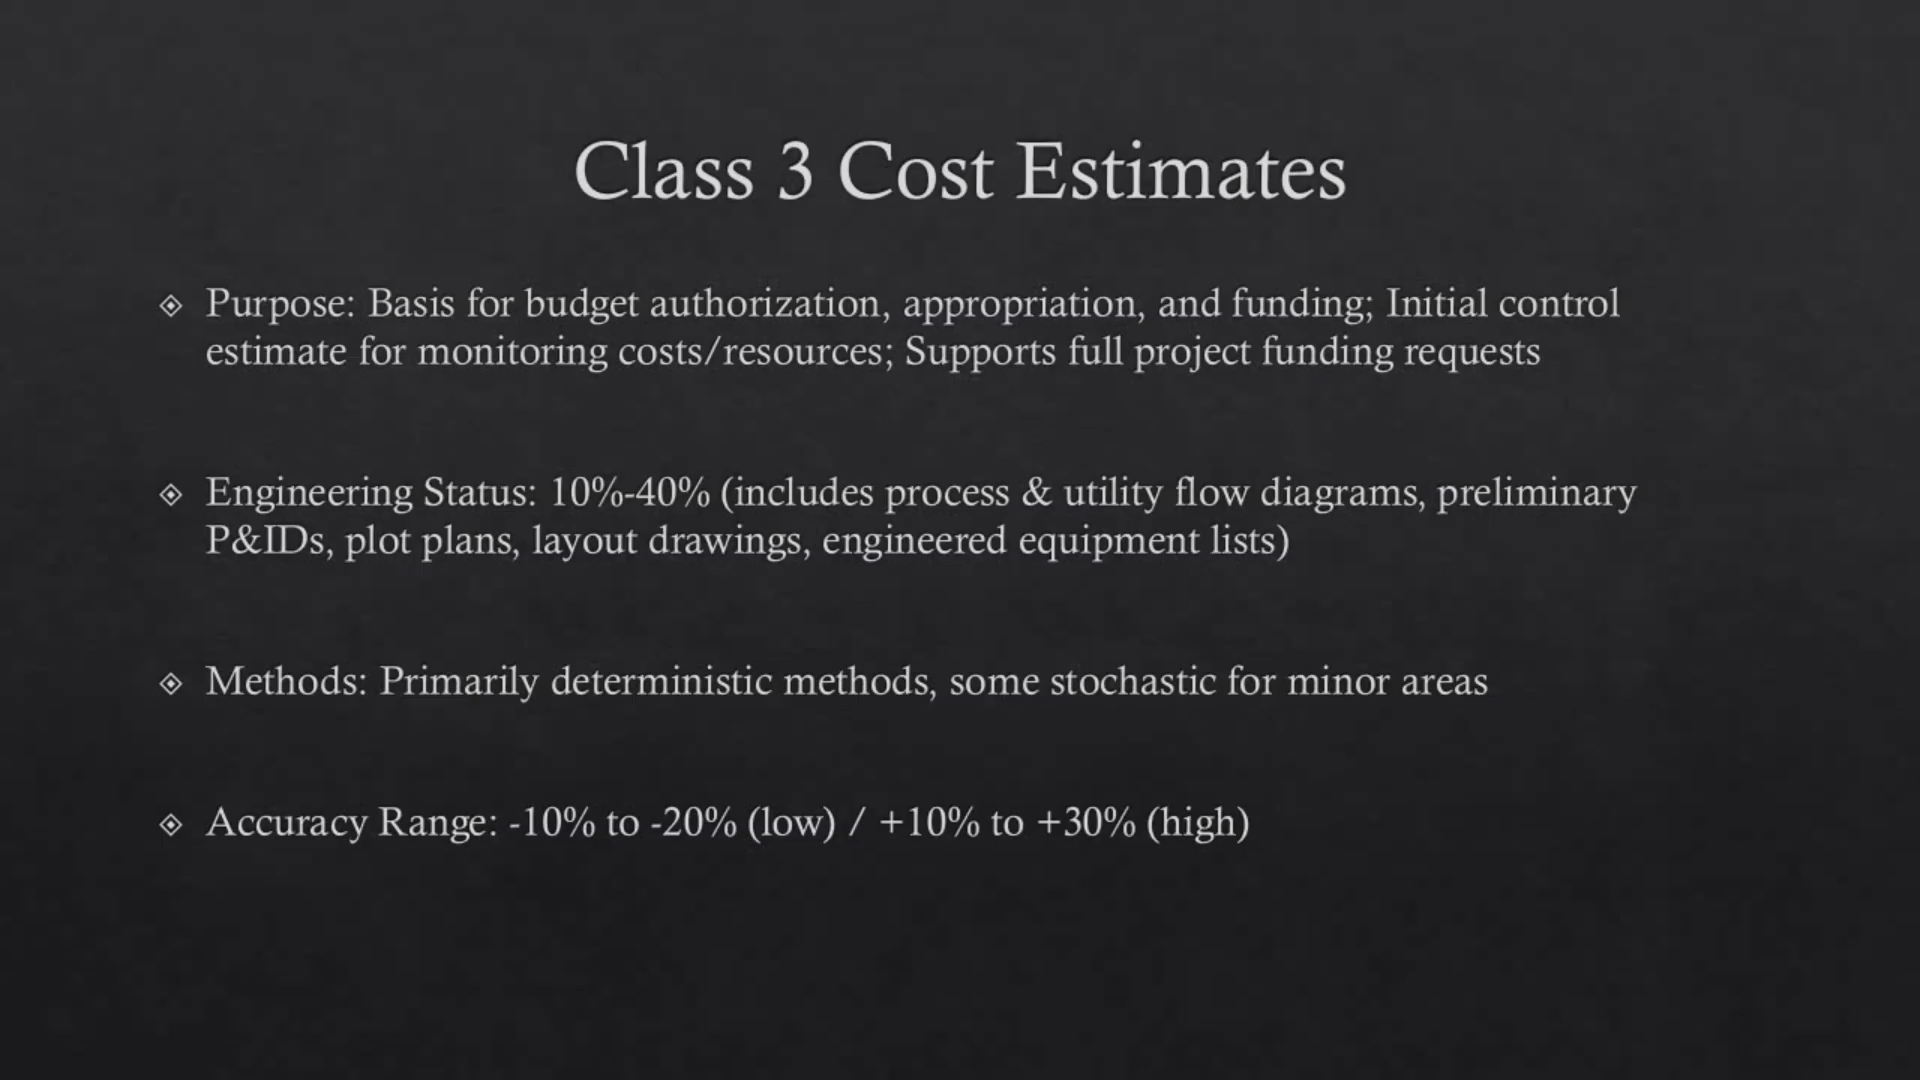 Class 3 Cost Estimates
Purpose: Basis for budget authorization, appropriation, and funding; Initial control
estimate for monitoring costs/resources; Supports full project funding requests
Engineering Status: 10%-40% (includes process & utility flow diagrams, preliminary
P&IDs, plot plans, layout drawings, engineered equipment lists)
Methods: Primarily deterministic methods, some stochastic for minor areas
Accuracy Range: -10% to -20% (low) / +10% to +30% (high)